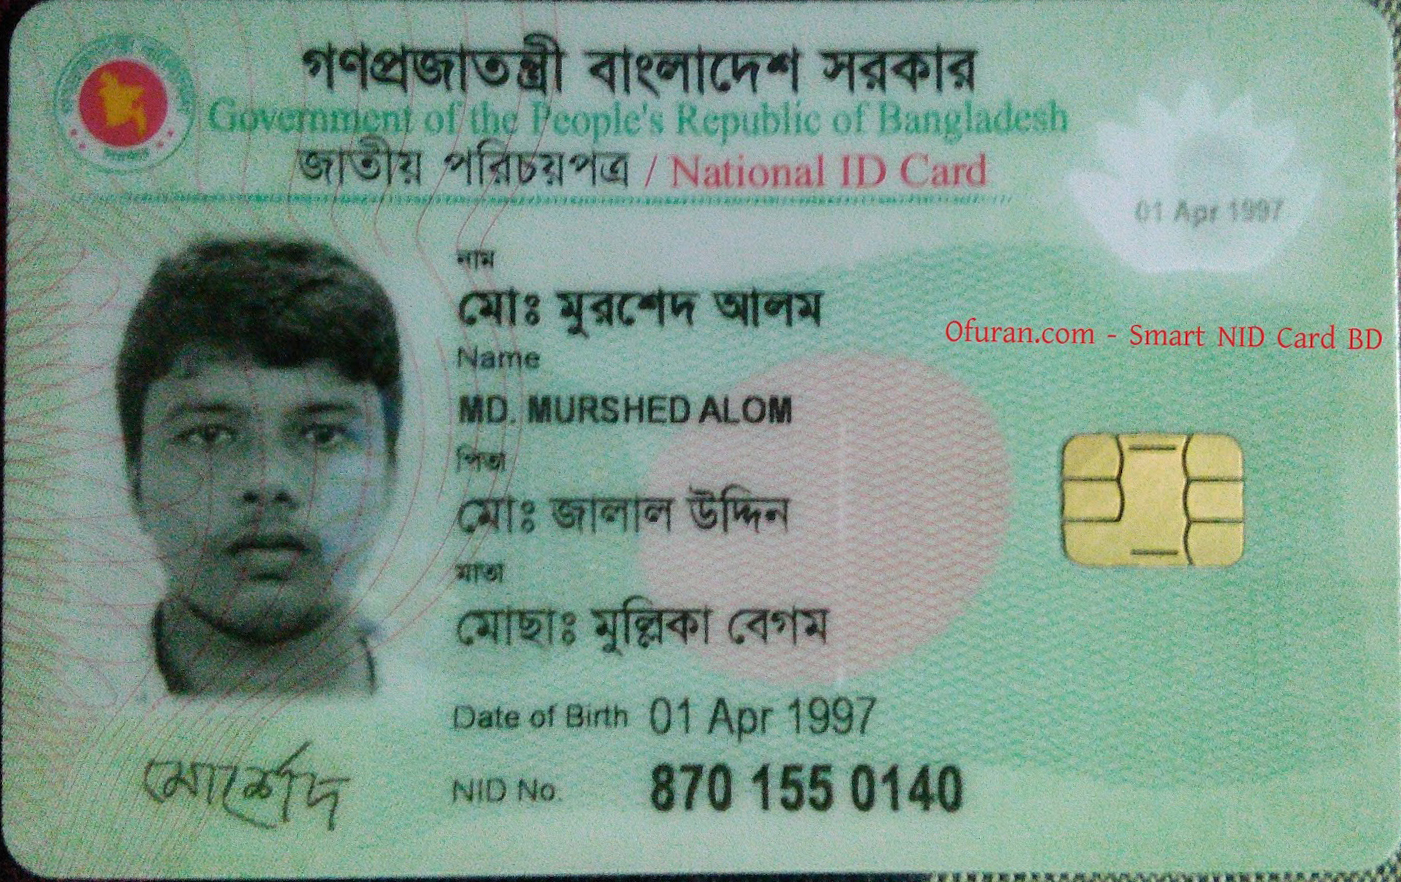 গণপ্রজাতন্ত্রী বাংলাদেশ সরকার
Government of the People's Republic of Bangladesh
জাতীয় পরিচয়পত্র / National ID Card
01 Apr 1997
নাম
মোঃ মুরশেদ আলম
Ofuran.com - Smart NID Card BD
Name
MD. MURSHED ALOM
পিতা
মোঃ জালাল উদ্দিন
মাতা
মোছাঃ মুল্লিকা বেগম
Date of Birth 01 Apr 1997
NID No. 870 155 0140